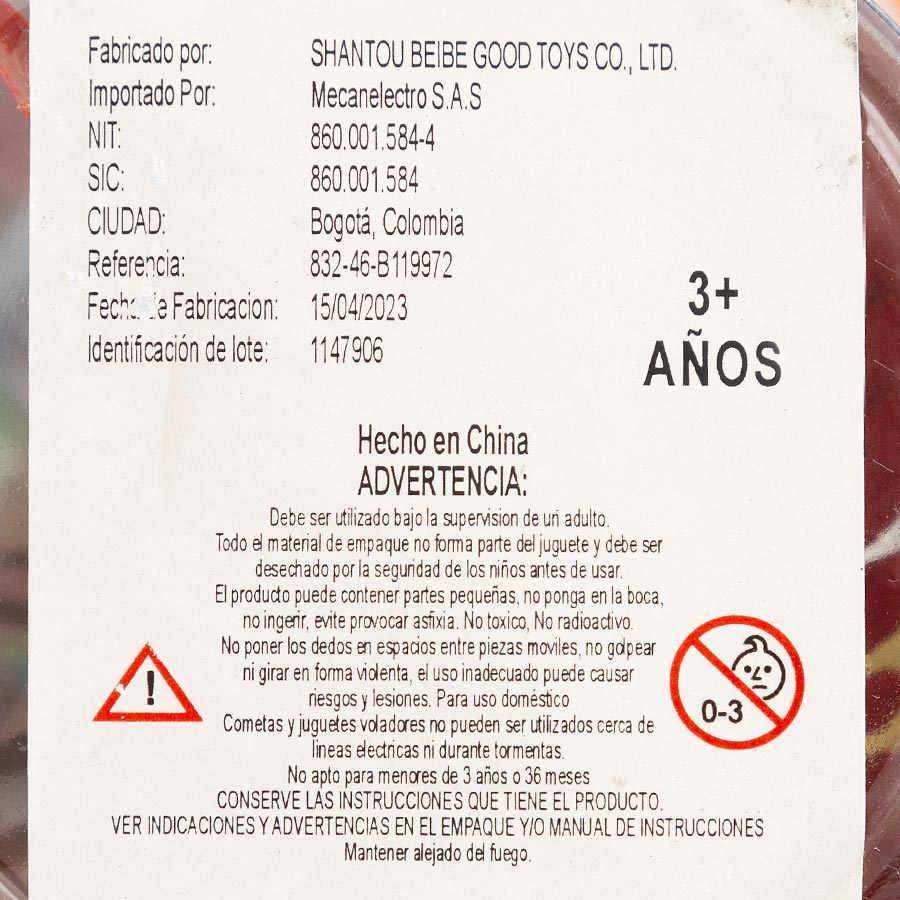 Fabricado por: SHANTOU BEIBE GOOD TOYS CO., LTD.
Importado Por: Mecanelectro S.A.S
NIT: 860.001.584-4
SIC: 860.001.584
CIUDAD: Bogotá, Colombia
Referencia: 832-46-B119972
Fecha de Fabricacion: 15/04/2023
Identificación de lote: 1147906
3+
AÑOS
Hecho en China
ADVERTENCIA:
Debe ser utilizado bajo la supervision de un adulto.
Todo el material de empaque no forma parte del juguete y debe ser
desechado por la seguridad de los niños antes de usar.
El producto puede contener partes pequeñas, no ponga en la boca,
no ingerir, evite provocar asfixia. No toxico, No radioactivo.
No poner los dedos en espacios entre piezas moviles, no golpear
ni girar en forma violenta, el uso inadecuado puede causar
riesgos y lesiones. Para uso doméstico
Cometas y juguetes voladores no pueden ser utilizados cerca de
lineas electricas ni durante tormentas.
No apto para menores de 3 años o 36 meses
CONSERVE LAS INSTRUCCIONES QUE TIENE EL PRODUCTO.
VER INDICACIONES Y ADVERTENCIAS EN EL EMPAQUE Y/O MANUAL DE INSTRUCCIONES
Mantener alejado del fuego.
!
0-3